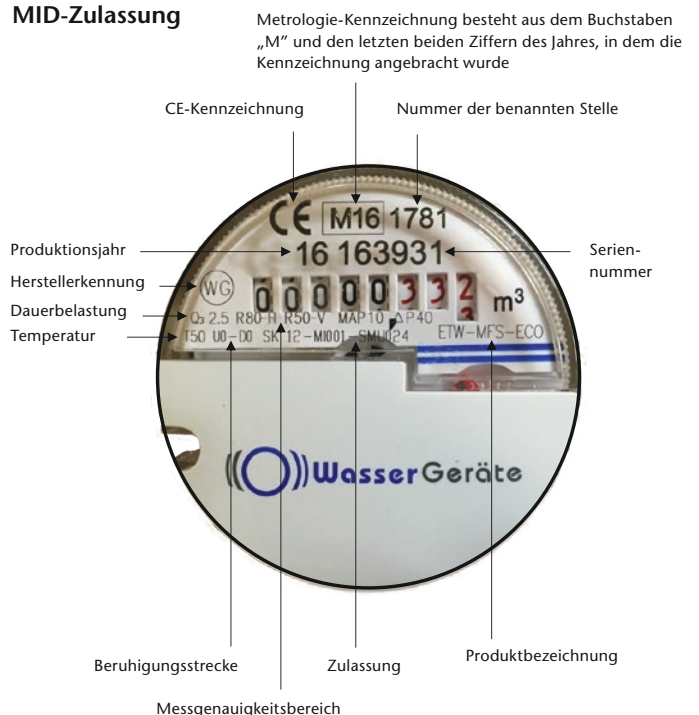 MID-Zulassung
Metrologie-Kennzeichnung besteht aus dem Buchstaben
„M“ und den letzten beiden Ziffern des Jahres, in dem die
Kennzeichnung angebracht wurde
CE-Kennzeichnung
Nummer der benannten Stelle
CE M16 1781
Produktionsjahr
16 163931
Serien-
nummer
Herstellerkennung
WG
00000332 m³
Dauerbelastung
Q3 2.5 R80-H R50-V MAP10 ΔP40
Temperatur
T50 U0-D0 SK 12-MI001-SMU024
ETW-MFS-ECO
WasserGeräte
Beruhigungsstrecke
Zulassung
Produktbezeichnung
Messgenauigkeitsbereich